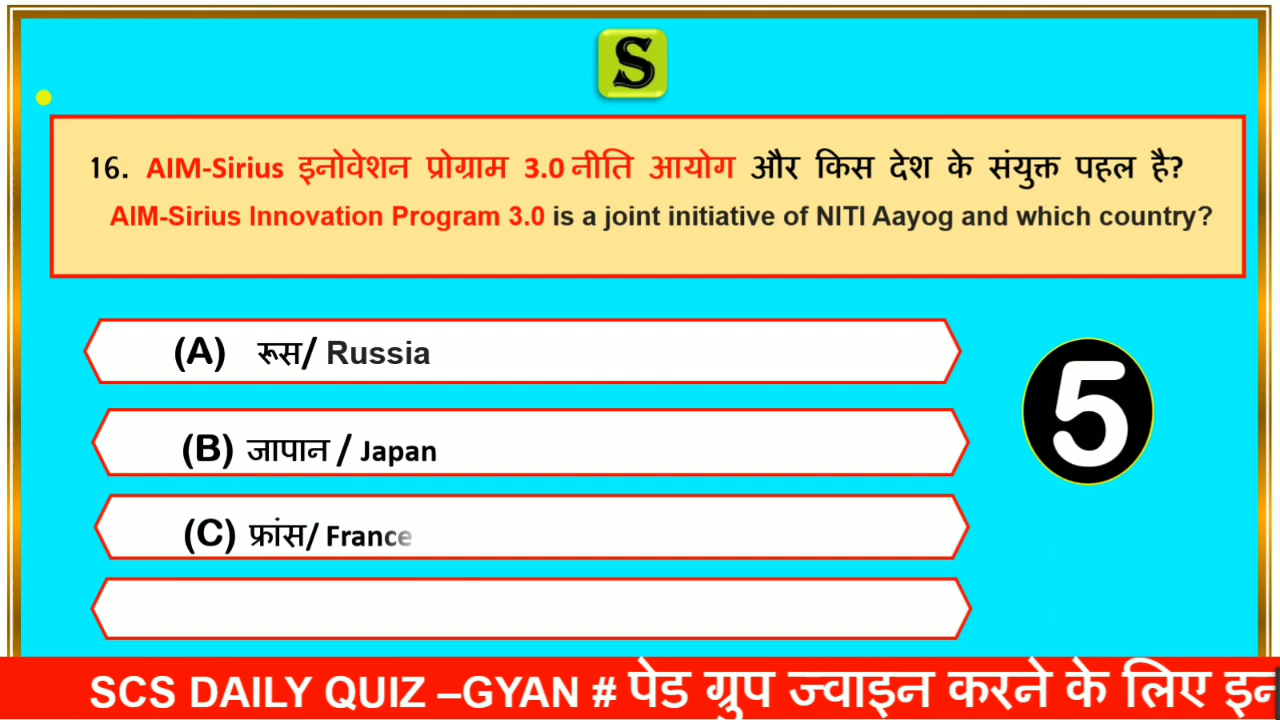 S
16. AIM-Sirius इनोवेशन प्रोग्राम 3.0 नीति आयोग और किस देश के संयुक्त पहल है?
AIM-Sirius Innovation Program 3.0 is a joint initiative of NITI Aayog and which country?
(A) रूस/ Russia
(B) जापान / Japan
5
(C) फ्रांस/ France
SCS DAILY QUIZ –GYAN # पेड ग्रुप ज्वाइन करने के लिए